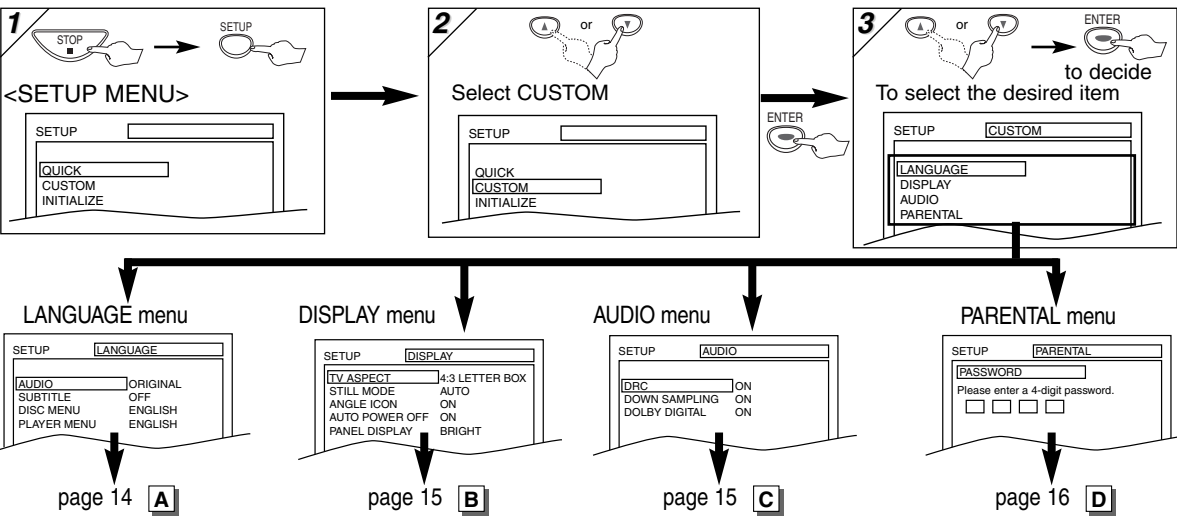 1
STOP
SETUP
<SETUP MENU>
SETUP
QUICK
CUSTOM
INITIALIZE
2
or
Select CUSTOM
SETUP
QUICK
CUSTOM
INITIALIZE
ENTER
3
or
ENTER
to decide
To select the desired item
SETUP CUSTOM
LANGUAGE
DISPLAY
AUDIO
PARENTAL
LANGUAGE menu
SETUP LANGUAGE
AUDIO ORIGINAL
SUBTITLE OFF
DISC MENU ENGLISH
PLAYER MENU ENGLISH
page 14 A
DISPLAY menu
SETUP DISPLAY
TV ASPECT 4:3 LETTER BOX
STILL MODE AUTO
ANGLE ICON ON
AUTO POWER OFF ON
PANEL DISPLAY BRIGHT
page 15 B
AUDIO menu
SETUP AUDIO
DRC ON
DOWN SAMPLING ON
DOLBY DIGITAL ON
page 15 C
PARENTAL menu
SETUP PARENTAL
PASSWORD
Please enter a 4-digit password.
page 16 D